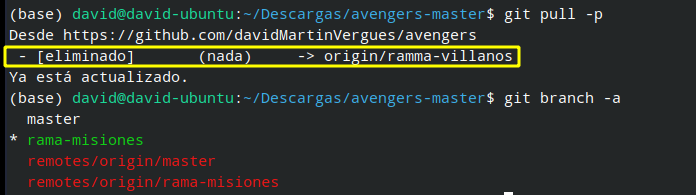 (base) david@david-ubuntu:~/Descargas/avengers-master$ git pull -p
Desde https://github.com/davidMartinVergues/avengers
 - [eliminado]       (nada)     -> origin/ramma-villanos
Ya está actualizado.
(base) david@david-ubuntu:~/Descargas/avengers-master$ git branch -a
  master
* rama-misiones
  remotes/origin/master
  remotes/origin/rama-misiones